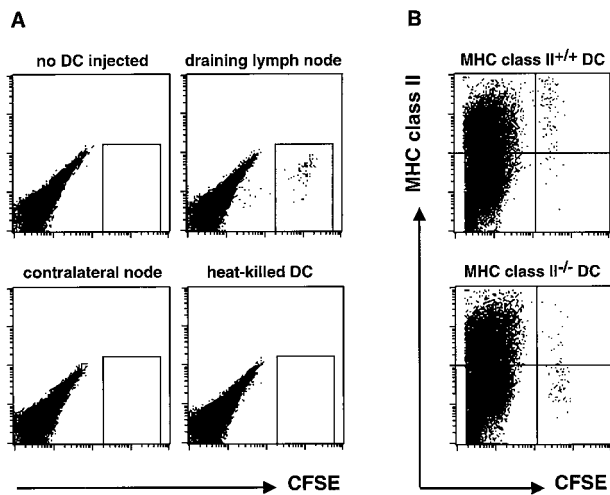 A
no DC injected
draining lymph node
contralateral node
heat-killed DC
CFSE
B
MHC class II
MHC class II+/+ DC
MHC class II-/- DC
CFSE